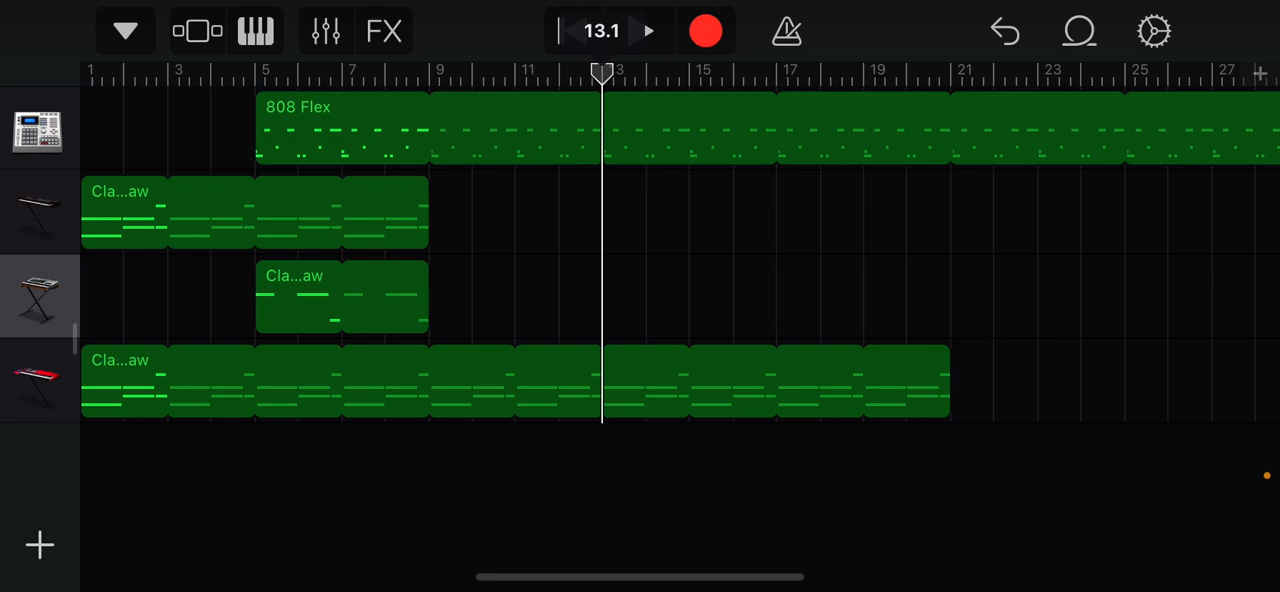 FX
13.1
1 3 5 7 9 11 13 15 17 19 21 23 25 27
808 Flex
Cla...aw
Cla...aw
Cla...aw